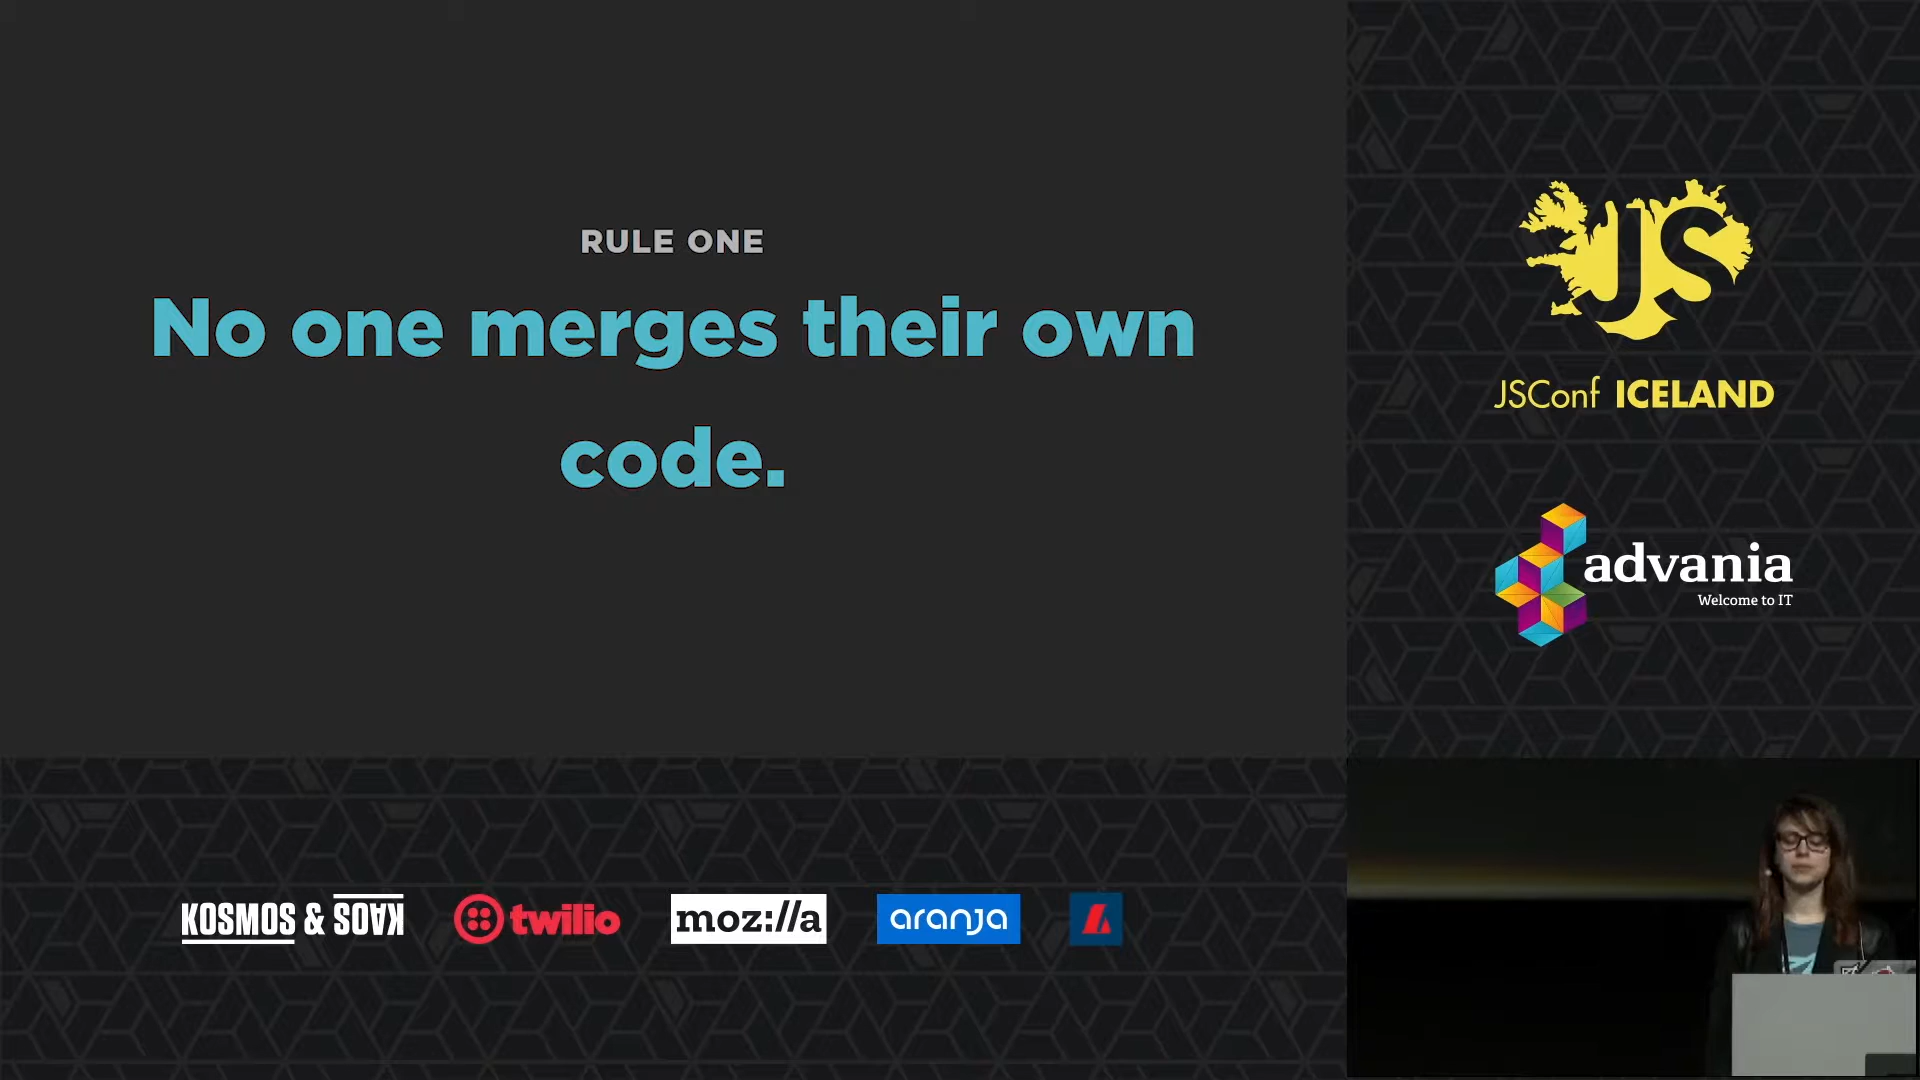 RULE ONE
No one merges their own
code.
JS
JSConf ICELAND
advania
Welcome to IT
KOSMOS & KAOS
twilio
moz://a
aranja